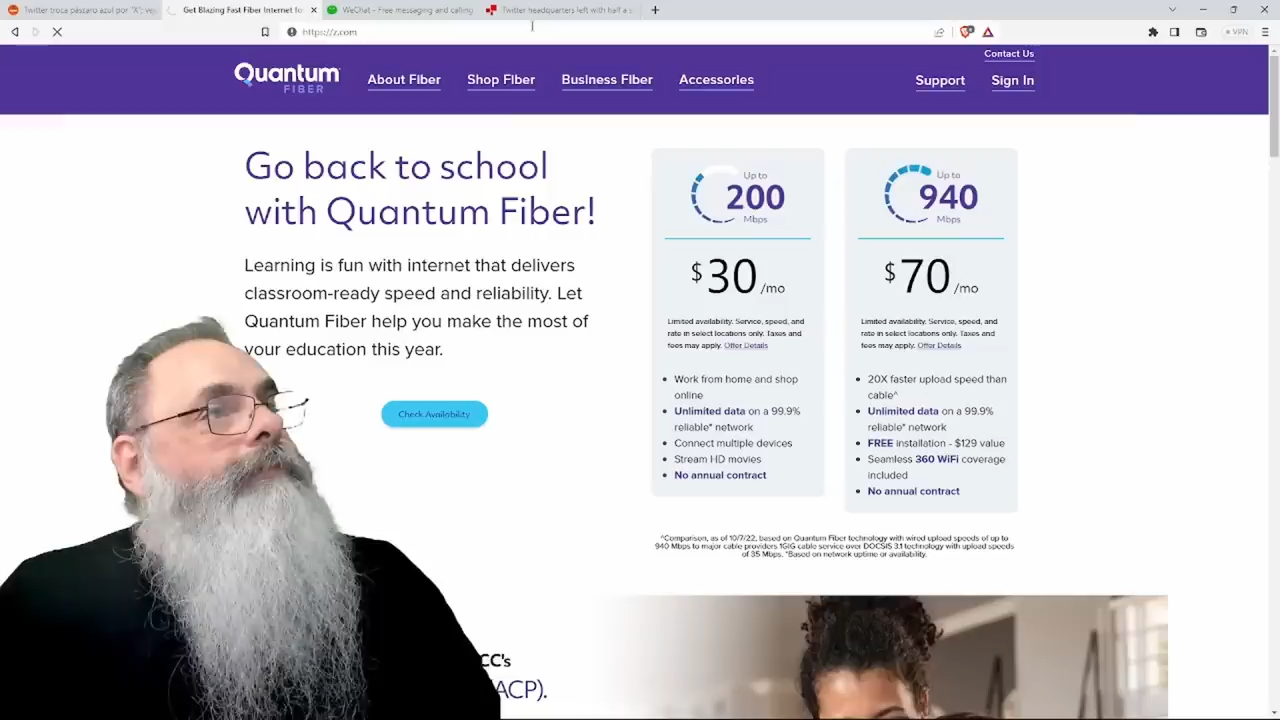 Twitter troca pássaro azul por "X"; vej
Get Blazing Fast Fiber Internet fo
WeChat - Free messaging and calling
Twitter headquarters left with half a s
https://z.com
VPN
Contact Us
Quantum
FIBER
About Fiber
Shop Fiber
Business Fiber
Accessories
Support
Sign In
Go back to school
with Quantum Fiber!
Learning is fun with internet that delivers
classroom-ready speed and reliability. Let
Quantum Fiber help you make the most of
your education this year.
Check Availability
Up to
200
Mbps
$30/mo
Limited availability. Service, speed, and
rate in select locations only. Taxes and
fees may apply. Offer Details
• Work from home and shop
online
• Unlimited data on a 99.9%
reliable* network
• Connect multiple devices
• Stream HD movies
• No annual contract
Up to
940
Mbps
$70/mo
Limited availability. Service, speed, and
rate in select locations only. Taxes and
fees may apply. Offer Details
• 20X faster upload speed than
cable^
• Unlimited data on a 99.9%
reliable* network
• FREE installation - $129 value
• Seamless 360 WiFi coverage
included
• No annual contract
^Comparison, as of 10/7/22, based on Quantum Fiber technology with wired upload speeds of up to
940 Mbps to major cable providers 1GIG cable service over DOCSIS 3.1 technology with upload speeds
of 35 Mbps. *Based on network uptime or availability.
CC's
ACP).